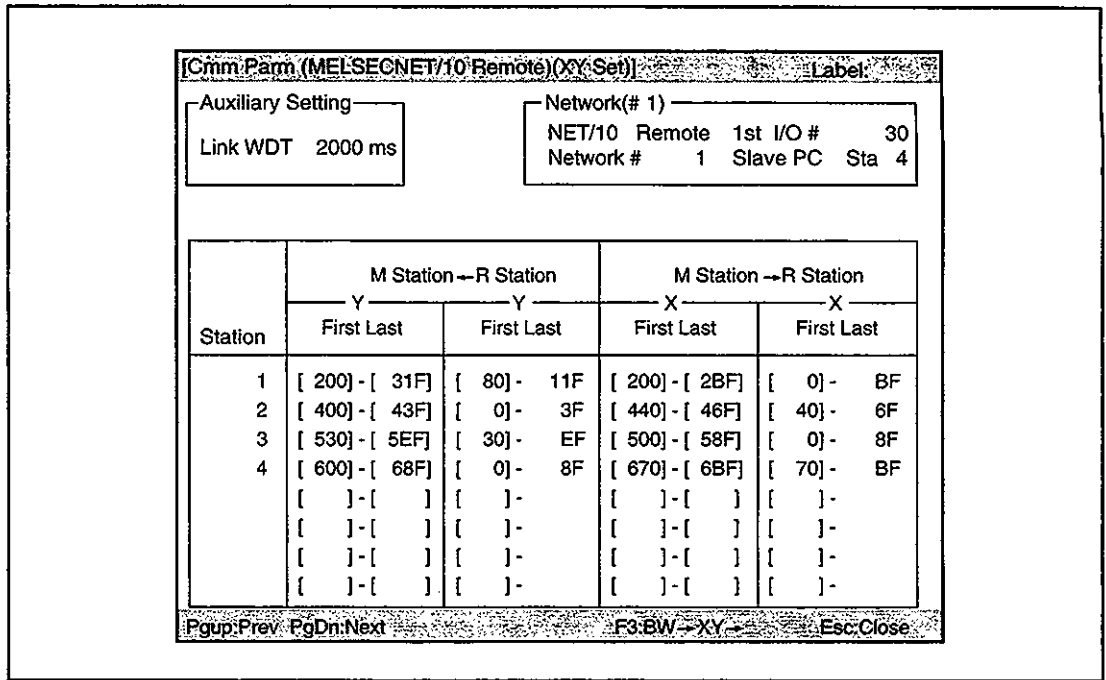 [Cmm Parm (MELSECNET/10 Remote)(XY Set)] Label:
Auxiliary Setting
Link WDT 2000 ms
Network(# 1)
NET/10 Remote 1st I/O # 30
Network # 1 Slave PC Sta 4
Station
M Station←R Station M Station→R Station
Y Y X X
First Last First Last First Last First Last
1 [ 200] - [ 31F] [ 80] - 11F [ 200] - [ 2BF] [ 0] - BF
2 [ 400] - [ 43F] [ 0] - 3F [ 440] - [ 46F] [ 40] - 6F
3 [ 530] - [ 5EF] [ 30] - EF [ 500] - [ 58F] [ 0] - 8F
4 [ 600] - [ 68F] [ 0] - 8F [ 670] - [ 6BF] [ 70] - BF
[ ] - [ ] [ ] - [ ] - [ ] [ ] -
[ ] - [ ] [ ] - [ ] - [ ] [ ] -
[ ] - [ ] [ ] - [ ] - [ ] [ ] -
[ ] - [ ] [ ] - [ ] - [ ] [ ] -
Pgup:Prev PgDn:Next F3:BW→XY→ Esc:Close